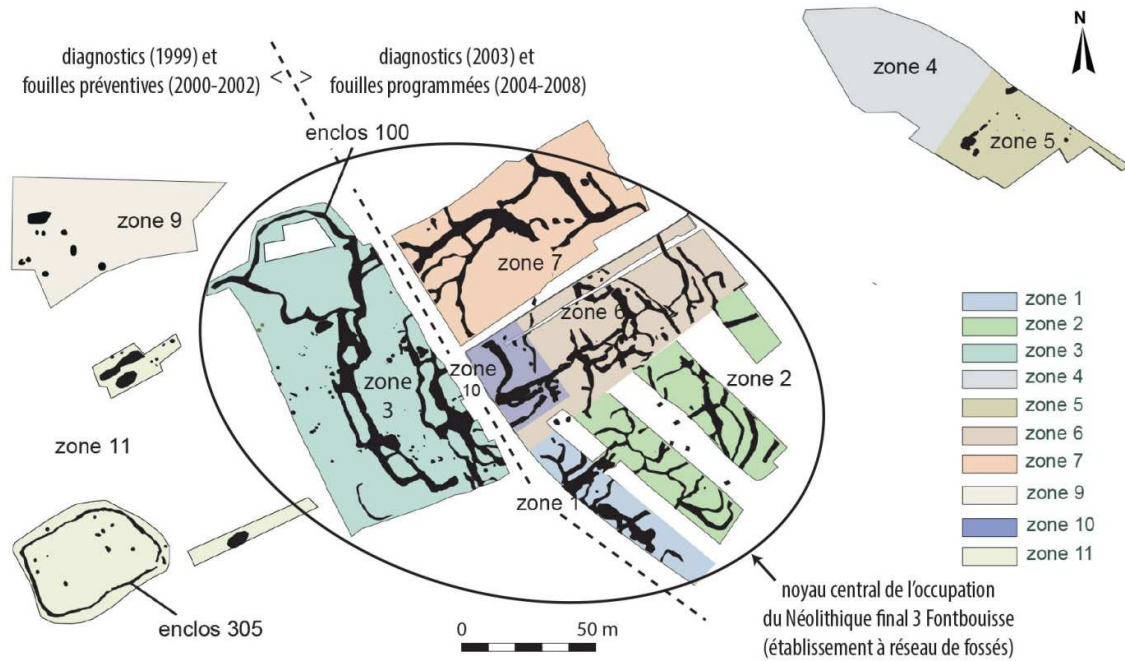 diagnostics (1999) et
fouilles préventives (2000-2002)
< >
diagnostics (2003) et
fouilles programmées (2004-2008)
N
enclos 100
zone 4
zone 5
zone 9
zone 7
zone 6
zone
10
zone
3
zone 2
zone 11
zone 1
enclos 305
zone 1
zone 2
zone 3
zone 4
zone 5
zone 6
zone 7
zone 9
zone 10
zone 11
noyau central de l’occupation
du Néolithique final 3 Fontbouisse
(établissement à réseau de fossés)
0 50 m